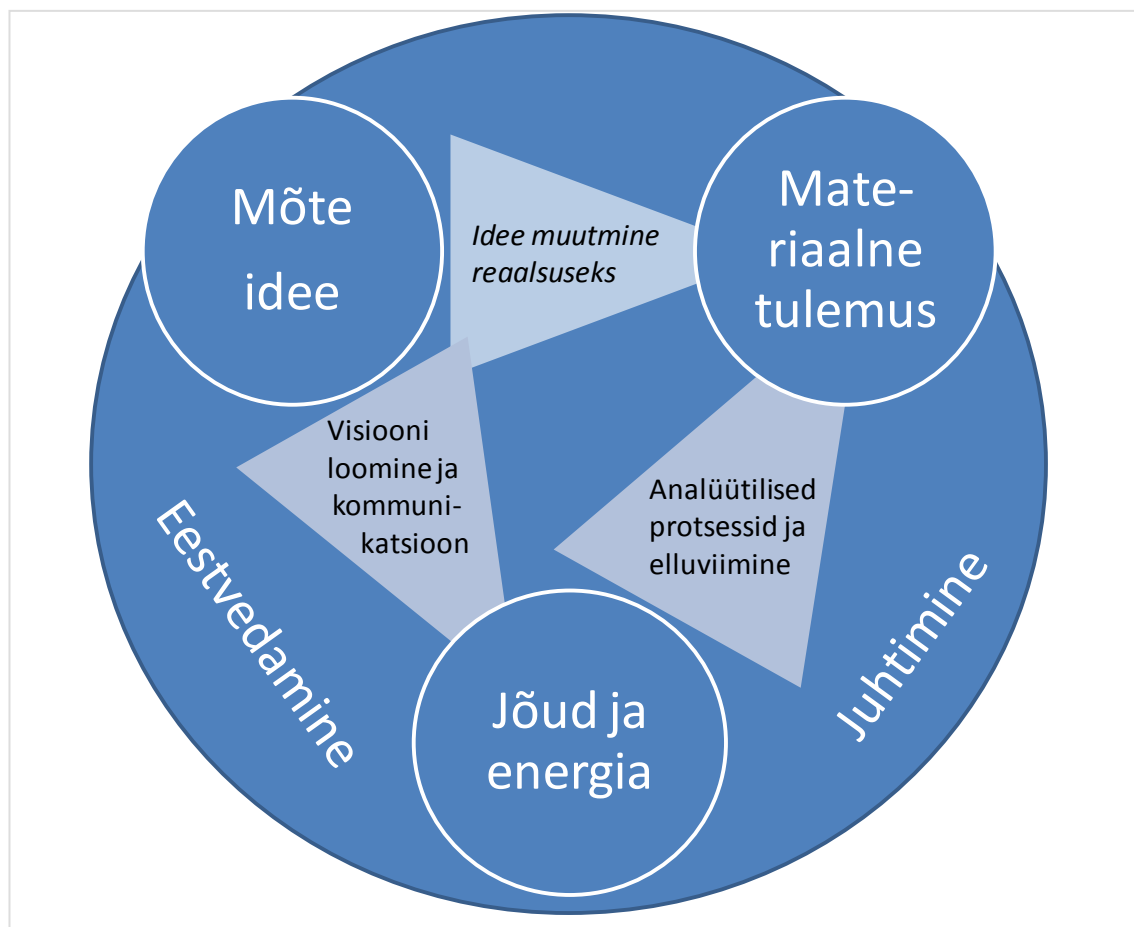 Mõte
idee
Idee muutmine
reaalsuseks
Mate-
riaalne
tulemus
Visiooni
loomine ja
kommuni-
katsioon
Analüütilised
protsessid ja
elluviimine
Eestvedamine
Juhtimine
Jõud ja
energia